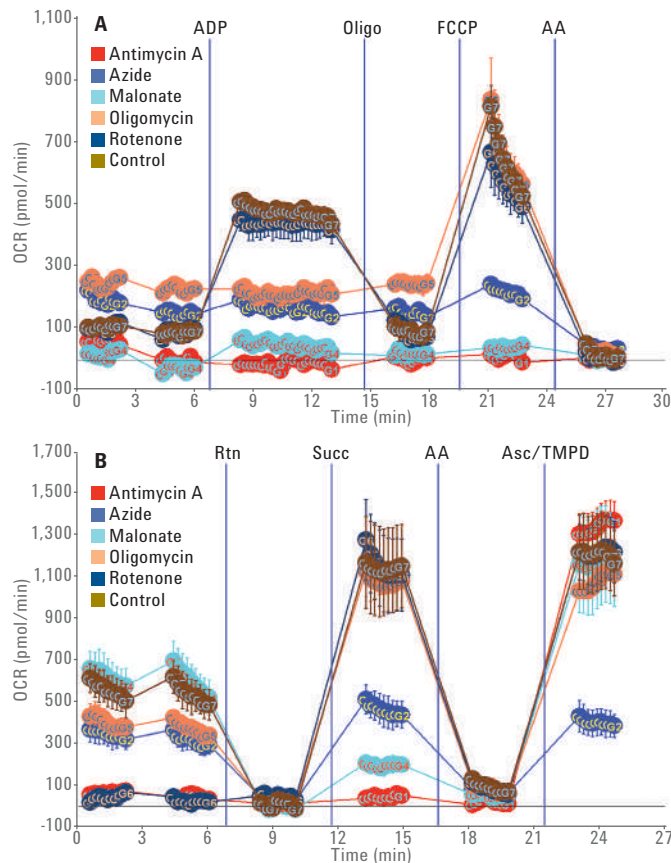 ADP Oligo FCCP AA
A
1,100
900
700
500
300
100
-100
Antimycin A
Azide
Malonate
Oligomycin
Rotenone
Control
OCR (pmol/min)
0 3 6 9 12 15 18 21 24 27 30
Time (min)
Rtn Succ AA Asc/TMPD
B
1,700
1,500
1,300
1,100
900
700
500
300
100
-100
Antimycin A
Azide
Malonate
Oligomycin
Rotenone
Control
OCR (pmol/min)
0 3 6 9 12 15 18 21 24 27
Time (min)